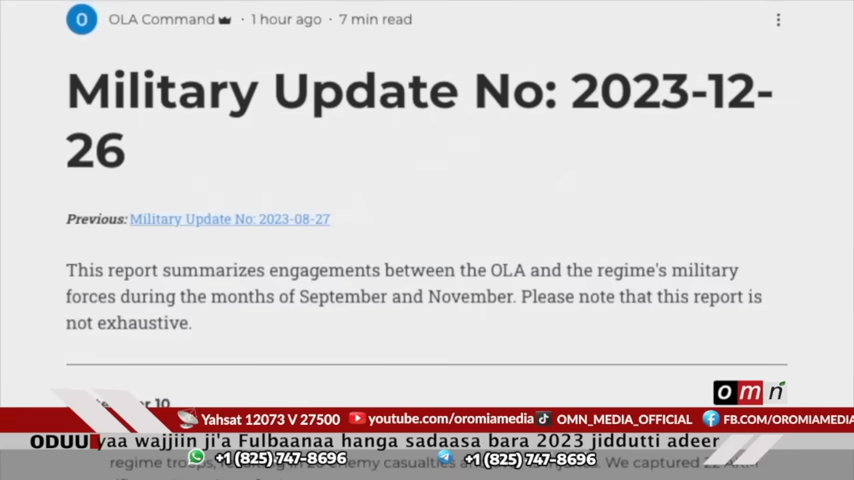 OLA Command · 1 hour ago · 7 min read
Military Update No: 2023-12-
26
Previous: Military Update No: 2023-08-27
This report summarizes engagements between the OLA and the regime's military
forces during the months of September and November. Please note that this report is
not exhaustive.
10
omn
Yahsat 12073 V 27500 youtube.com/oromiamedia OMN_MEDIA_OFFICIAL FB.COM/OROMIAMEDIA
ODUU yaa wajjiin ji'a Fulbaanaa hanga sadaasa bara 2023 jiddutti adeer
regime troops, enemy casualties We captured
+1 (825) 747-8696 +1 (825) 747-8696